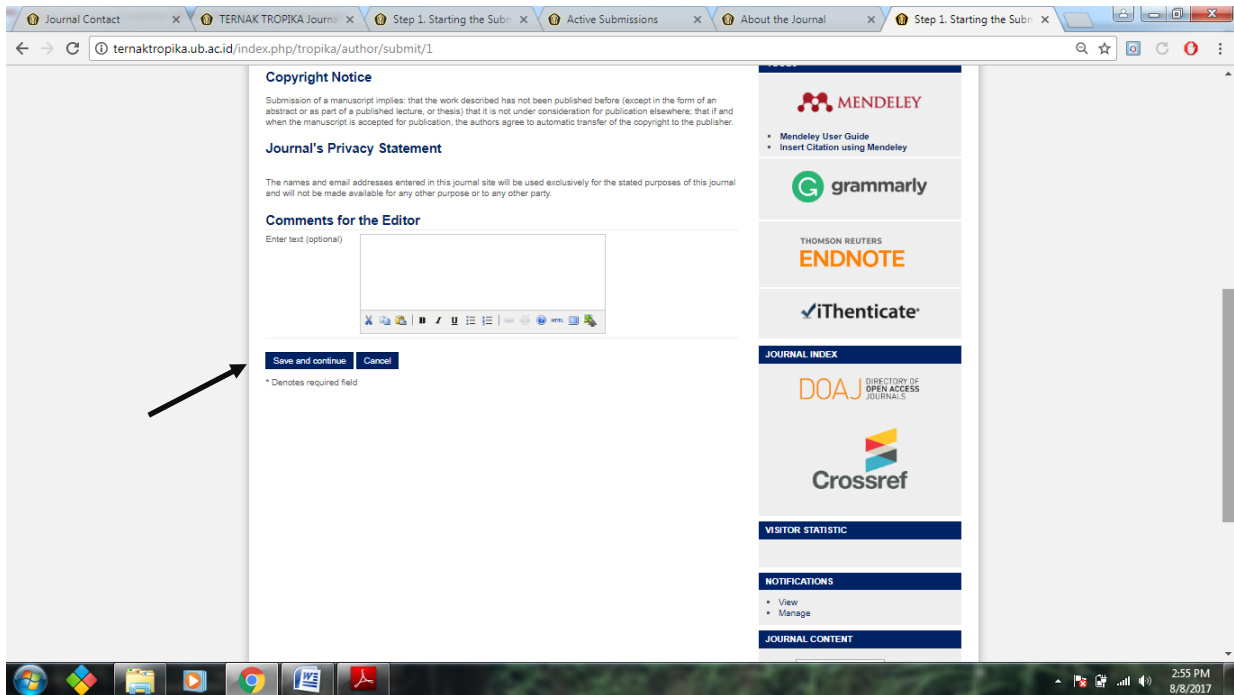 Journal Contact
TERNAK TROPIKA Journa
Step 1. Starting the Subm
Active Submissions
About the Journal
Step 1. Starting the Subm
ternaktropika.ub.ac.id/index.php/tropika/author/submit/1
Copyright Notice
Submission of a manuscript implies: that the work described has not been published before (except in the form of an
abstract or as part of a published lecture, or thesis) that it is not under consideration for publication elsewhere; that if and
when the manuscript is accepted for publication, the authors agree to automatic transfer of the copyright to the publisher.
Journal's Privacy Statement
The names and email addresses entered in this journal site will be used exclusively for the stated purposes of this journal
and will not be made available for any other purpose or to any other party.
Comments for the Editor
Enter text (optional)
B I U
HTML
Save and continue Cancel
* Denotes required field
MENDELEY
Mendeley User Guide
Insert Citation using Mendeley
grammarly
THOMSON REUTERS
ENDNOTE
iThenticate
JOURNAL INDEX
DOAJ
DIRECTORY OF
OPEN ACCESS
JOURNALS
Crossref
VISITOR STATISTIC
NOTIFICATIONS
View
Manage
JOURNAL CONTENT
2:55 PM
8/8/2017